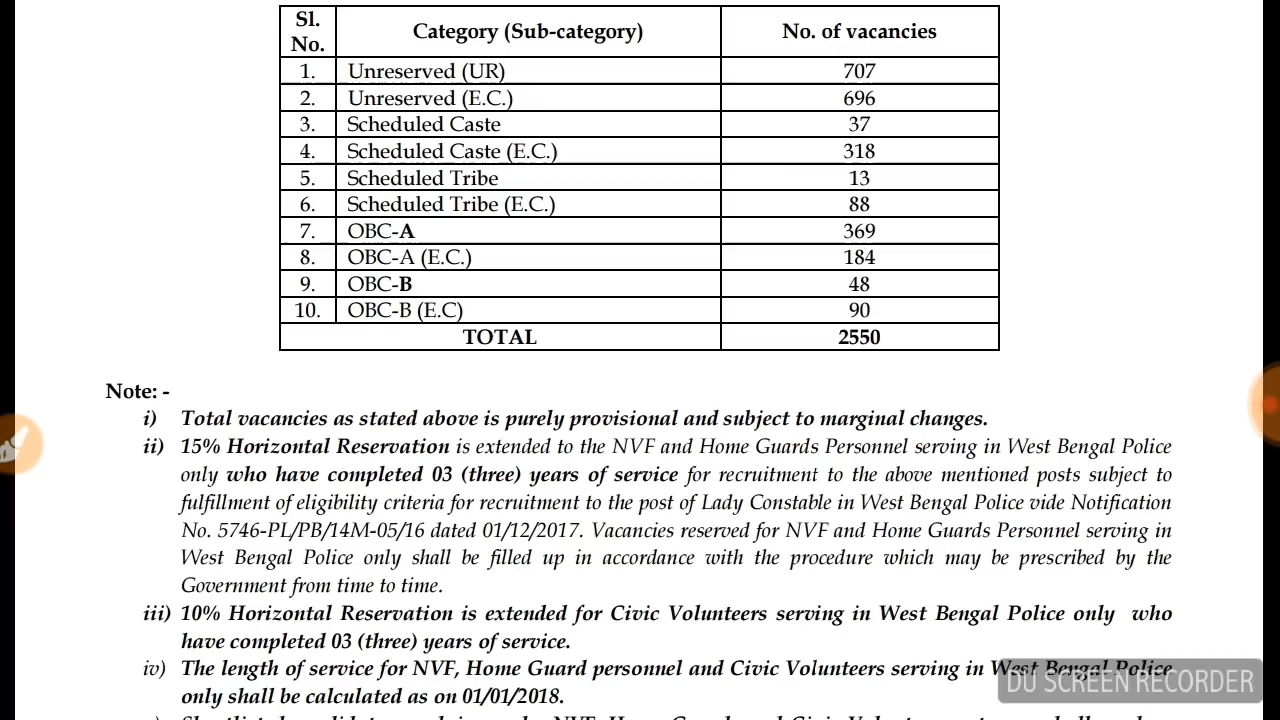 Sl. No. Category (Sub-category) No. of vacancies
1. Unreserved (UR) 707
2. Unreserved (E.C.) 696
3. Scheduled Caste 37
4. Scheduled Caste (E.C.) 318
5. Scheduled Tribe 13
6. Scheduled Tribe (E.C.) 88
7. OBC-A 369
8. OBC-A (E.C.) 184
9. OBC-B 48
10. OBC-B (E.C) 90
TOTAL 2550
Note: -
i) Total vacancies as stated above is purely provisional and subject to marginal changes.
ii) 15% Horizontal Reservation is extended to the NVF and Home Guards Personnel serving in West Bengal Police
only who have completed 03 (three) years of service for recruitment to the above mentioned posts subject to
fulfillment of eligibility criteria for recruitment to the post of Lady Constable in West Bengal Police vide Notification
No. 5746-PL/PB/14M-05/16 dated 01/12/2017. Vacancies reserved for NVF and Home Guards Personnel serving in
West Bengal Police only shall be filled up in accordance with the procedure which may be prescribed by the
Government from time to time.
iii) 10% Horizontal Reservation is extended for Civic Volunteers serving in West Bengal Police only who
have completed 03 (three) years of service.
iv) The length of service for NVF, Home Guard personnel and Civic Volunteers serving in West Bengal Police
only shall be calculated as on 01/01/2018.
DU SCREEN RECORDER